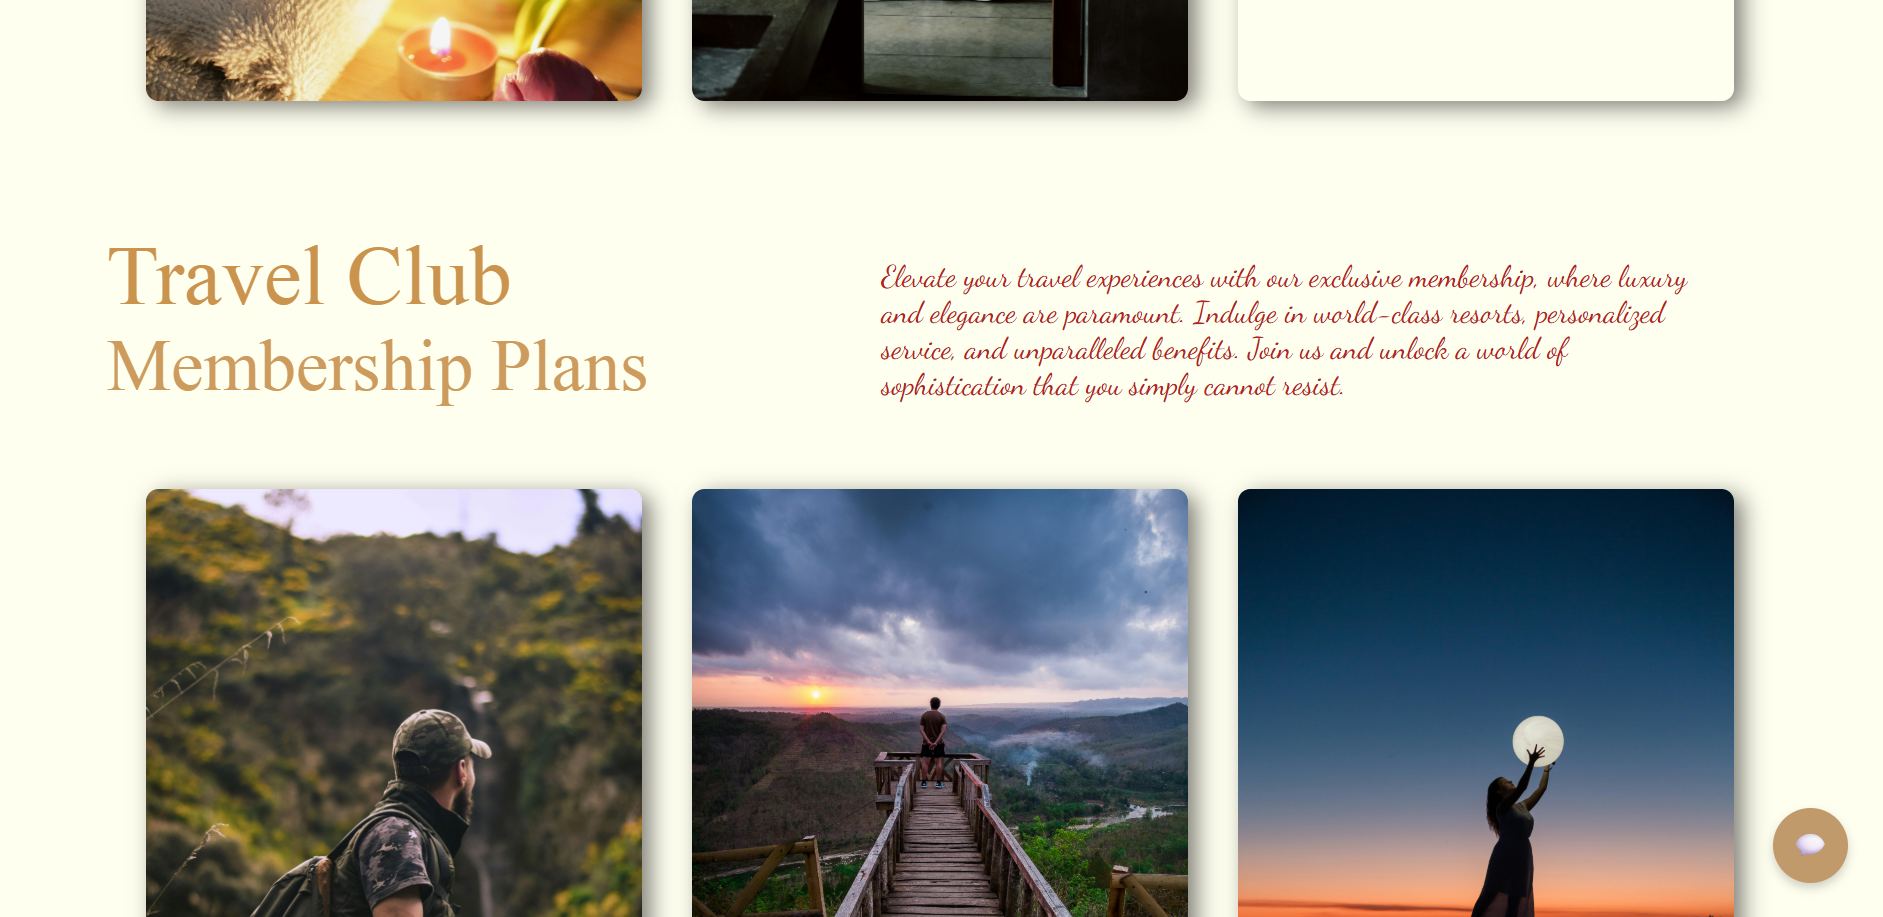 Travel Club
Membership Plans
Elevate your travel experiences with our exclusive membership, where luxury
and elegance are paramount. Indulge in world-class resorts, personalized
service, and unparalleled benefits. Join us and unlock a world of
sophistication that you simply cannot resist.